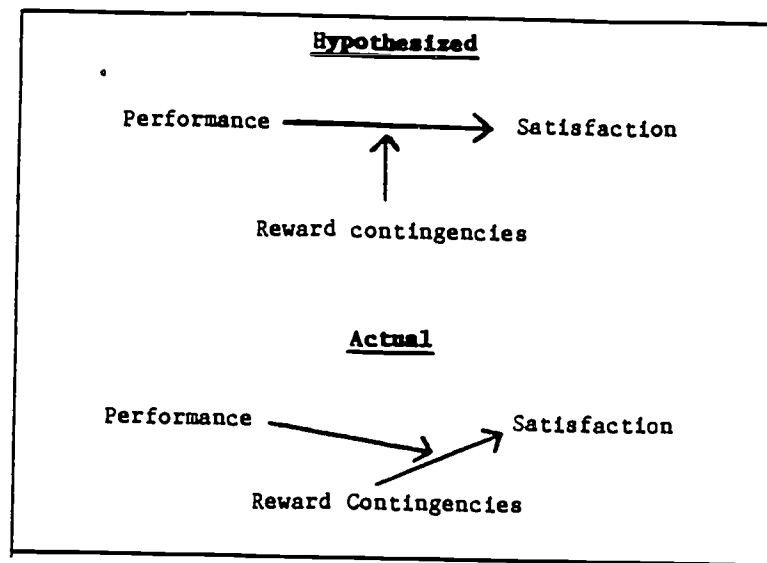 Hypothesized
Performance
Satisfaction
Reward contingencies
Actual
Performance
Satisfaction
Reward Contingencies